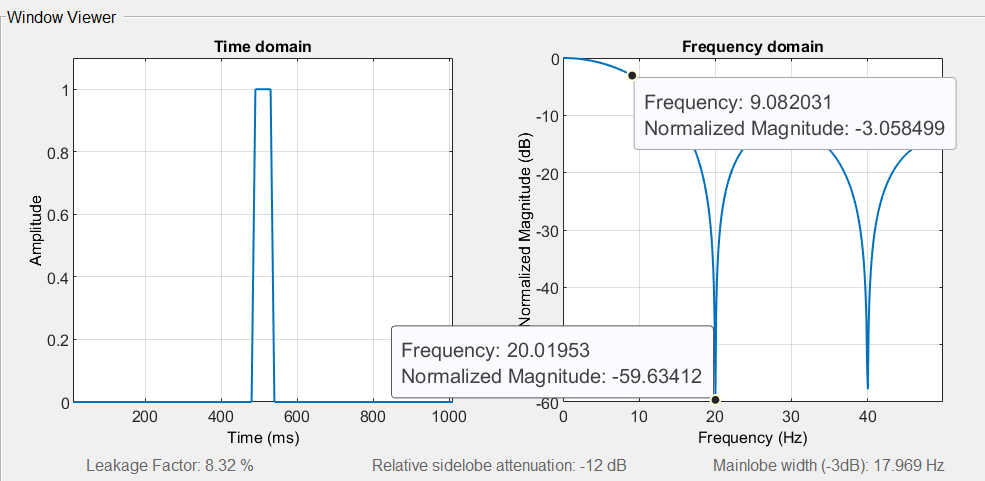 Window Viewer
Time domain
Amplitude
1
0.8
0.6
0.4
0.2
0
200
400
600
800
1000
Time (ms)
Frequency domain
Normalized Magnitude (dB)
0
-10
-20
-30
-40
-60
0
10
20
30
40
Frequency (Hz)
Frequency: 9.082031
Normalized Magnitude: -3.058499
Frequency: 20.01953
Normalized Magnitude: -59.63412
Leakage Factor: 8.32 %
Relative sidelobe attenuation: -12 dB
Mainlobe width (-3dB): 17.969 Hz